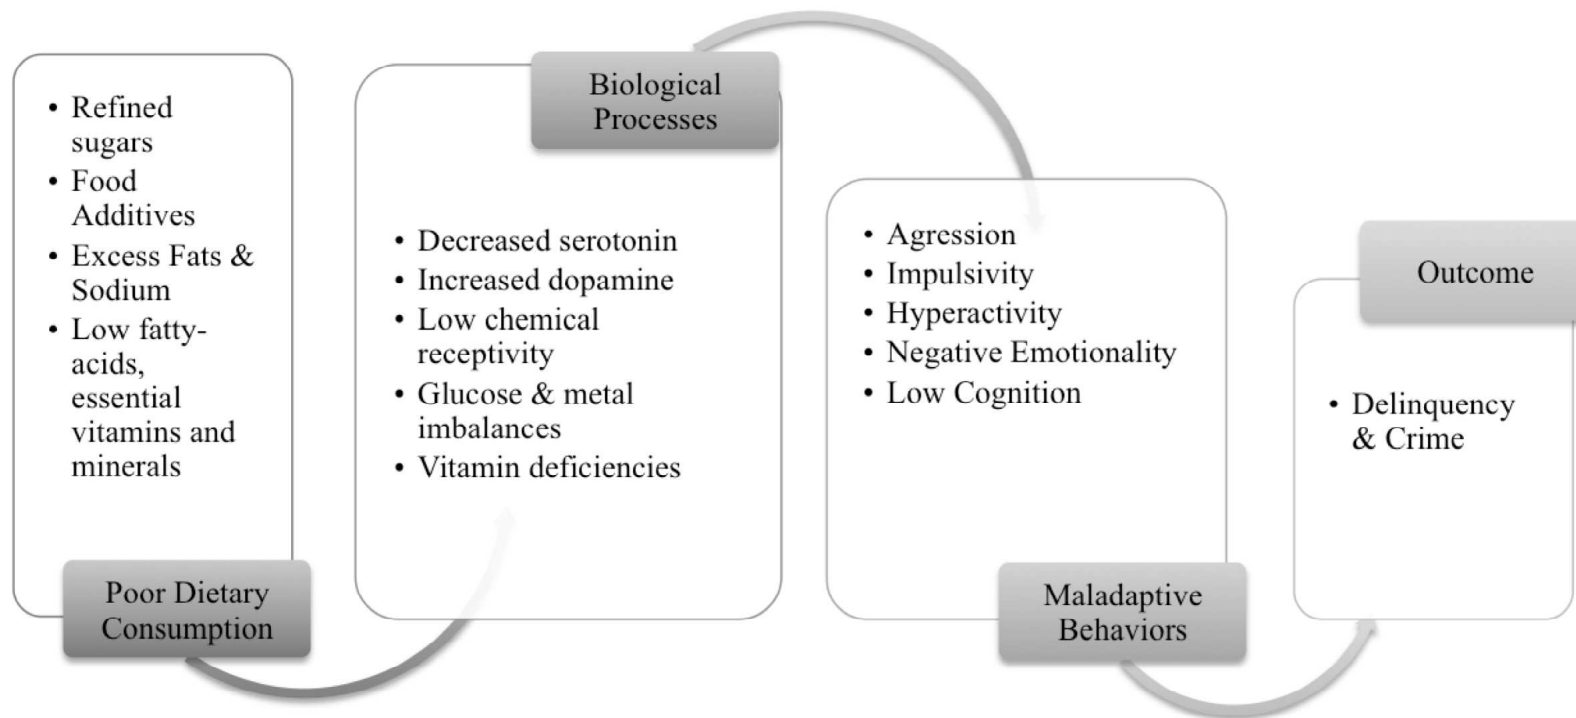 • Refined
sugars
• Food
Additives
• Excess Fats &
Sodium
• Low fatty-
acids,
essential
vitamins and
minerals
Poor Dietary
Consumption
Biological
Processes
• Decreased serotonin
• Increased dopamine
• Low chemical
receptivity
• Glucose & metal
imbalances
• Vitamin deficiencies
• Agression
• Impulsivity
• Hyperactivity
• Negative Emotionality
• Low Cognition
Maladaptive
Behaviors
Outcome
• Delinquency
& Crime